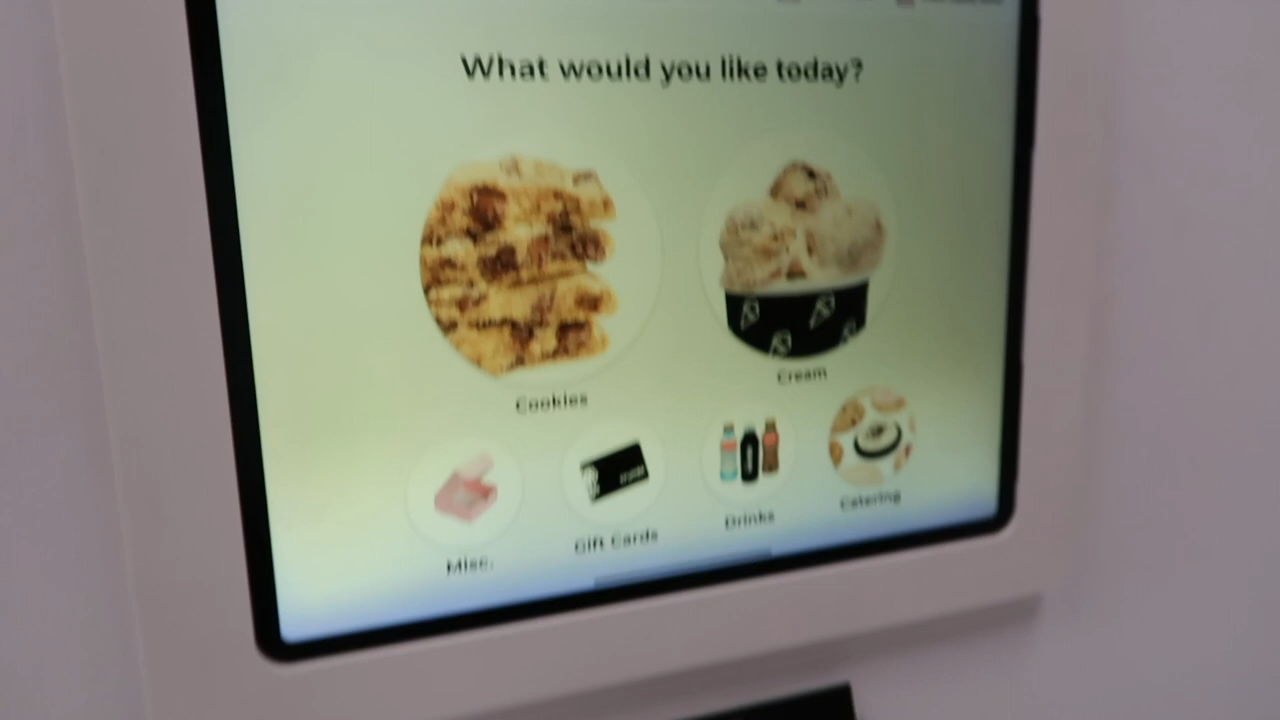 What would you like today?
Cookies
Cream
Misc.
Gift Cards
Drinks
Catering